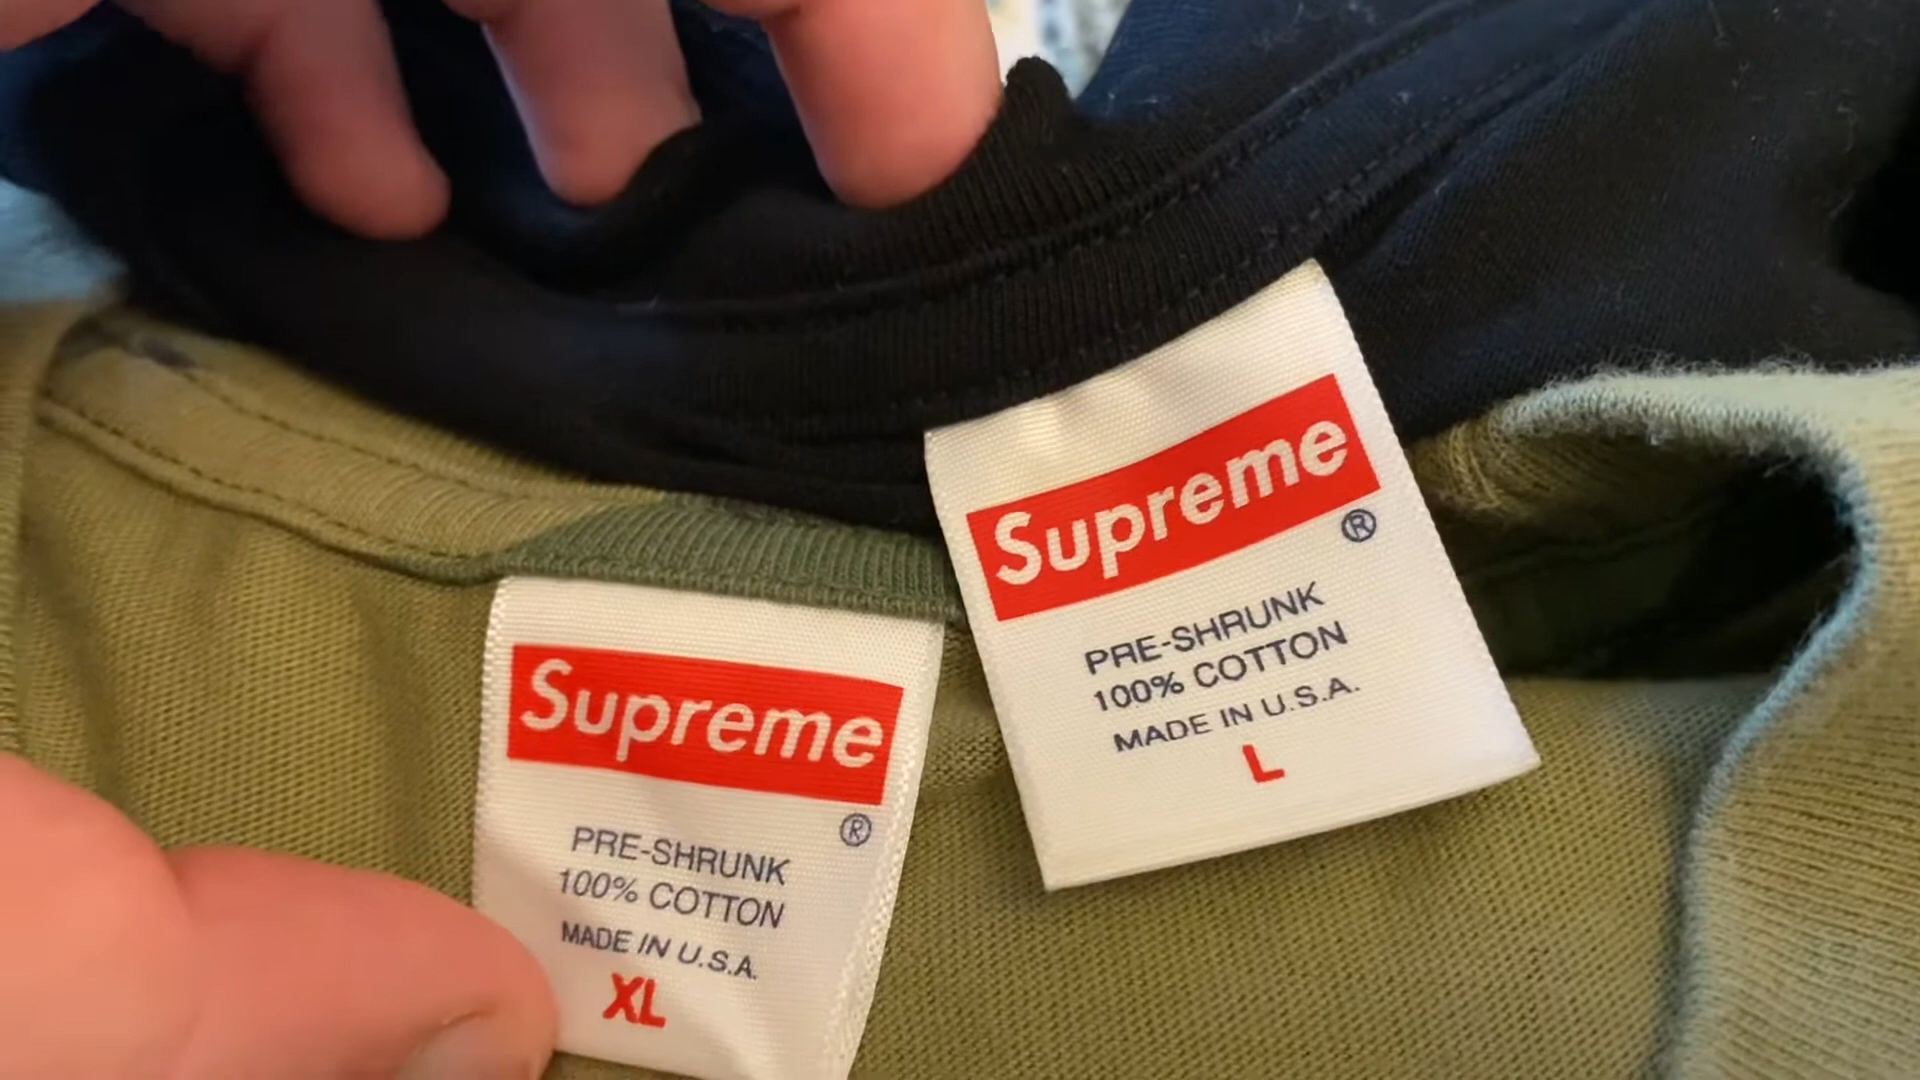 Supreme
®
PRE-SHRUNK
100% COTTON
MADE IN U.S.A.
XL
Supreme
®
PRE-SHRUNK
100% COTTON
MADE IN U.S.A.
L